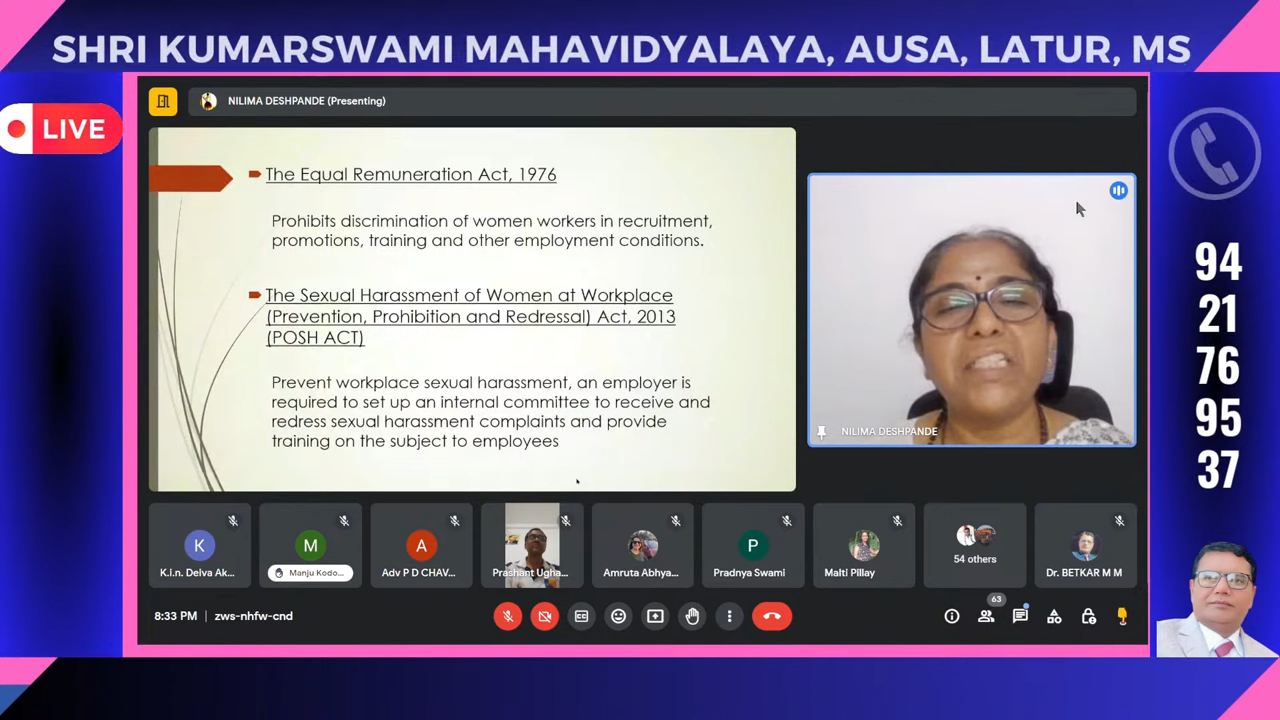 SHRI KUMARSWAMI MAHAVIDYALAYA, AUSA, LATUR, MS
LIVE
NILIMA DESHPANDE (Presenting)
The Equal Remuneration Act, 1976
Prohibits discrimination of women workers in recruitment,
promotions, training and other employment conditions.
The Sexual Harassment of Women at Workplace
(Prevention, Prohibition and Redressal) Act, 2013
(POSH ACT)
Prevent workplace sexual harassment, an employer is
required to set up an internal committee to receive and
redress sexual harassment complaints and provide
training on the subject to employees
NILIMA DESHPANDE
94
21
76
95
37
K
K.i.n. Deiva Ak...
M
Manju Kodo...
A
Adv P D CHAV...
Prashant Ugha...
Amruta Abhya...
P
Pradnya Swami
Malti Pillay
54 others
Dr. BETKAR M M
8:33 PM | zws-nhfw-cnd
63